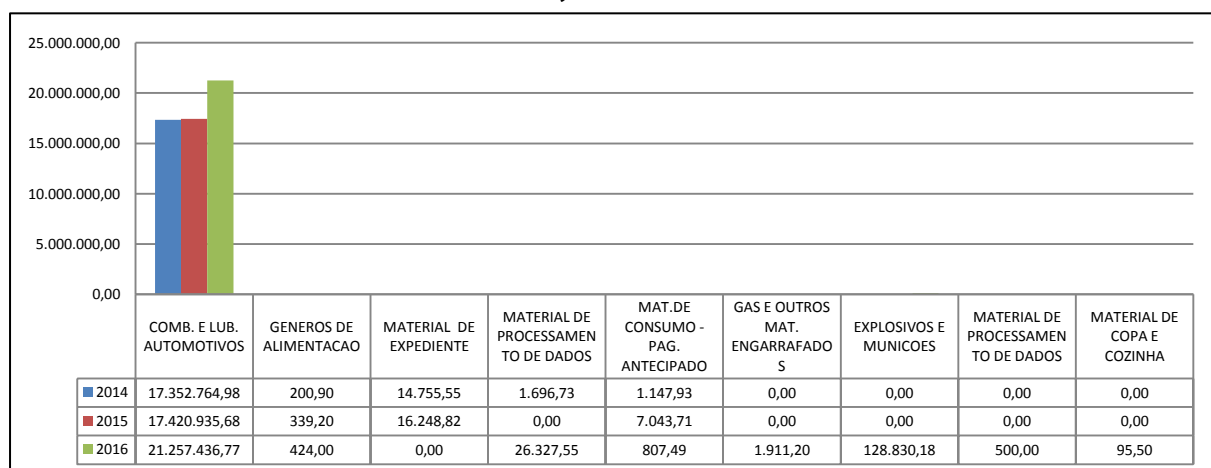 25.000.000,00
20.000.000,00
15.000.000,00
10.000.000,00
5.000.000,00
0,00
COMB. E LUB.
AUTOMOTIVOS
GENEROS DE
ALIMENTACAO
MATERIAL DE
EXPEDIENTE
MATERIAL DE
PROCESSAMEN
TO DE DADOS
MAT.DE
CONSUMO -
PAG.
ANTECIPADO
GAS E OUTROS
MAT.
ENGARRAFADO
S
EXPLOSIVOS E
MUNICOES
MATERIAL DE
PROCESSAMEN
TO DE DADOS
MATERIAL DE
COPA E
COZINHA
2014 17.352.764,98 200,90 14.755,55 1.696,73 1.147,93 0,00 0,00 0,00 0,00
2015 17.420.935,68 339,20 16.248,82 0,00 7.043,71 0,00 0,00 0,00 0,00
2016 21.257.436,77 424,00 0,00 26.327,55 807,49 1.911,20 128.830,18 500,00 95,50